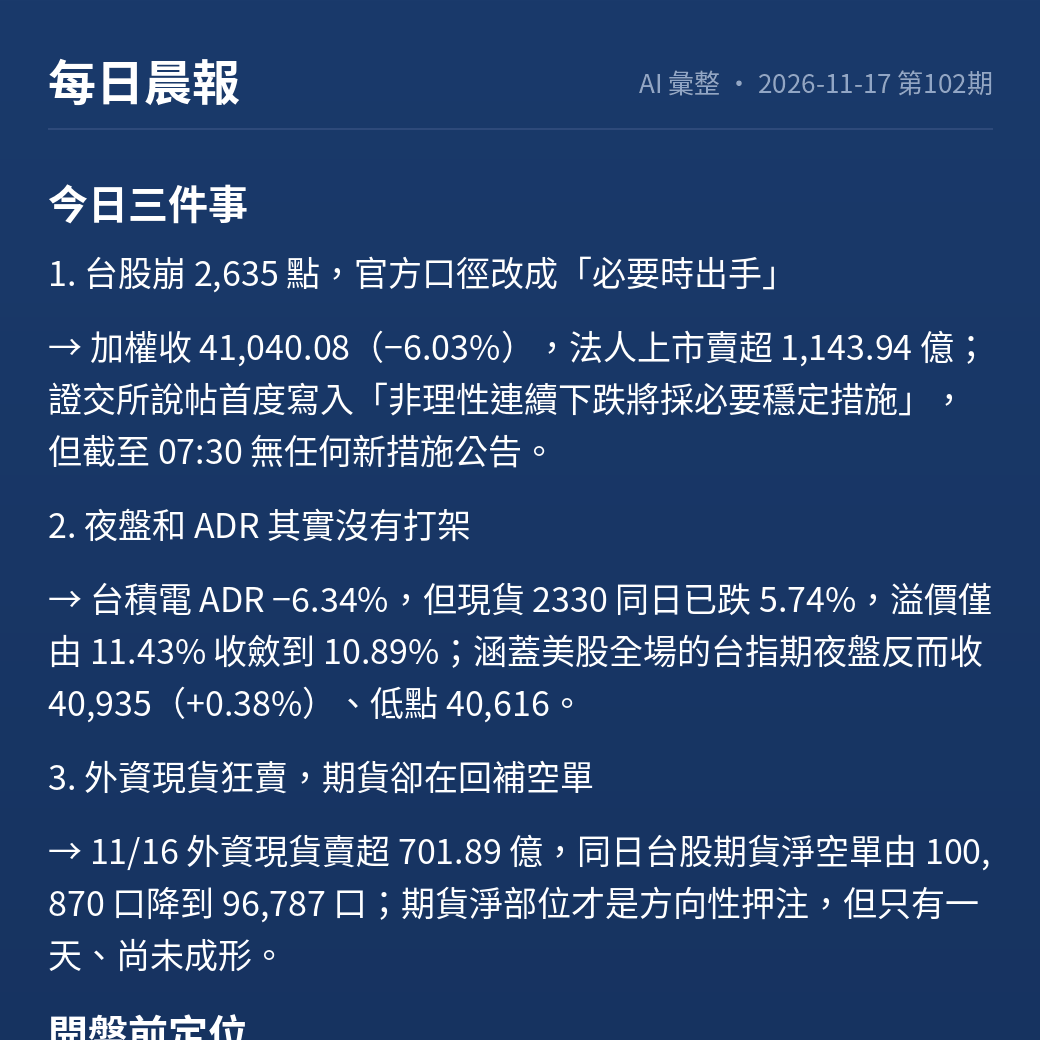 每日晨報
AI 彙整 ・ 2026-11-17 第102期
今日三件事
1. 台股崩 2,635 點，官方口徑改成「必要時出手」
→ 加權收 41,040.08（−6.03%），法人上市賣超 1,143.94 億；
證交所說帖首度寫入「非理性連續下跌將採必要穩定措施」，
但截至 07:30 無任何新措施公告。
2. 夜盤和 ADR 其實沒有打架
→ 台積電 ADR −6.34%，但現貨 2330 同日已跌 5.74%，溢價僅
由 11.43% 收斂到 10.89%；涵蓋美股全場的台指期夜盤反而收
40,935（+0.38%）、低點 40,616。
3. 外資現貨狂賣，期貨卻在回補空單
→ 11/16 外資現貨賣超 701.89 億，同日台股期貨淨空單由 100,
870 口降到 96,787 口；期貨淨部位才是方向性押注，但只有一
天、尚未成形。
開盤前定位